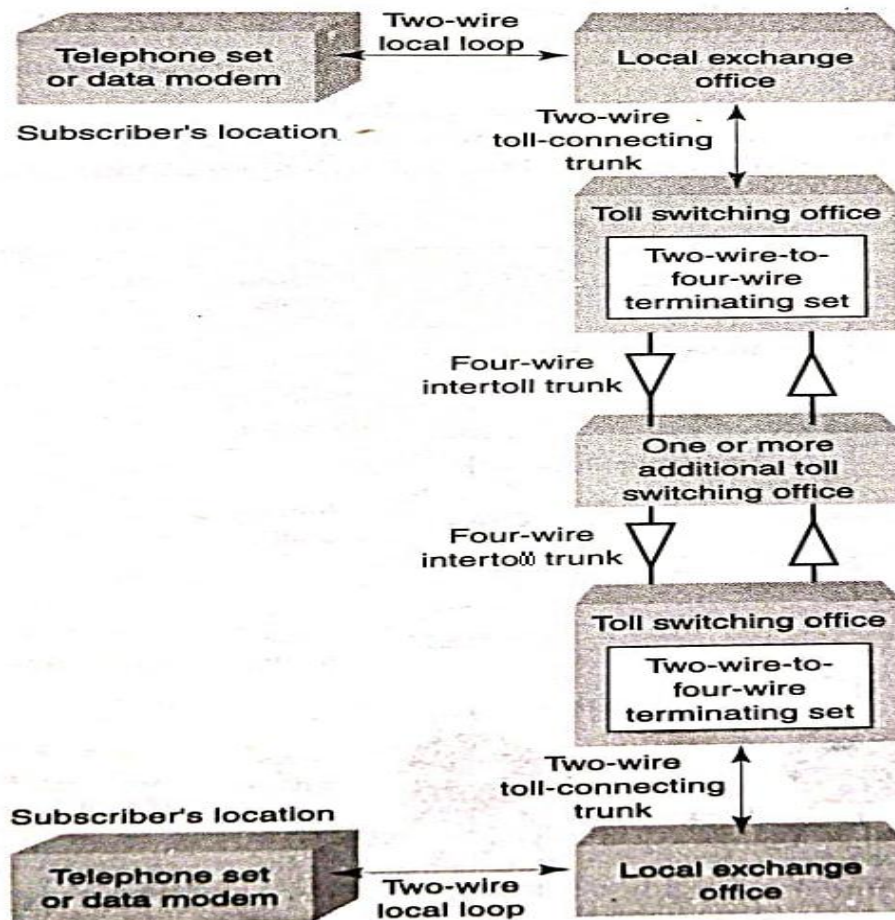 Two-wire
local loop
Telephone set
or data modem
Local exchange
office
Subscriber's location
Two-wire
toll-connecting
trunk
Toll switching office
Two-wire-to-
four-wire
terminating set
Four-wire
intertoll trunk
One or more
additional toll
switching office
Four-wire
intertoll trunk
Toll switching office
Two-wire-to-
four-wire
terminating set
Two-wire
toll-connecting
trunk
Subscriber's location
Telephone set
or data modem
Two-wire
local loop
Local exchange
office